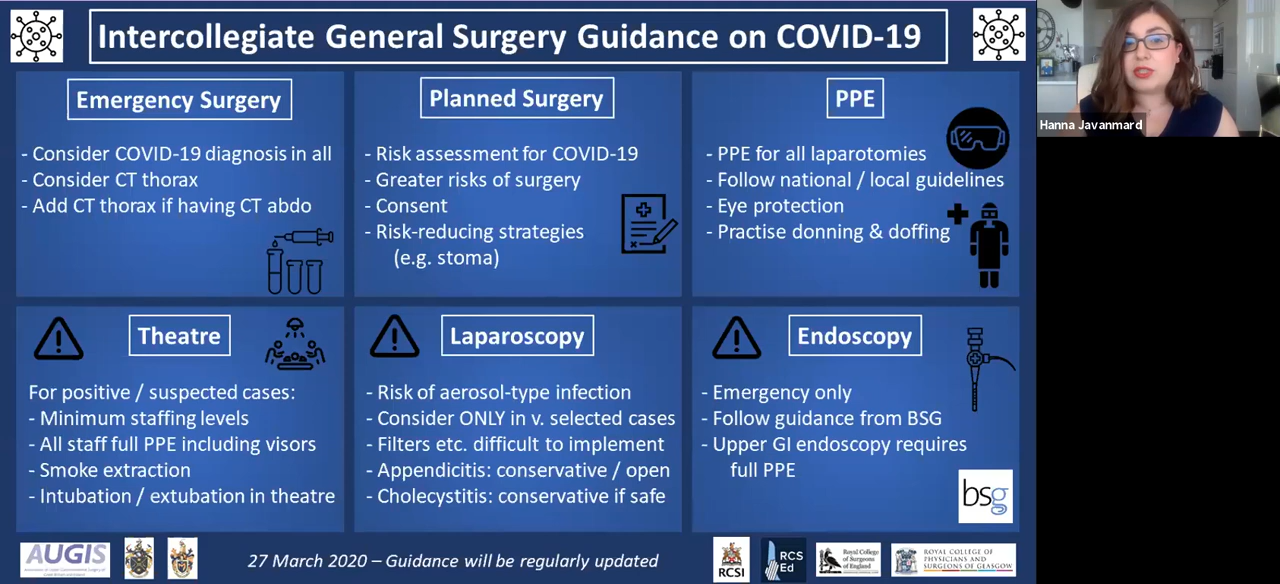 Intercollegiate General Surgery Guidance on COVID-19
Hanna Javanmard
Emergency Surgery
- Consider COVID-19 diagnosis in all
- Consider CT thorax
- Add CT thorax if having CT abdo
Planned Surgery
- Risk assessment for COVID-19
- Greater risks of surgery
- Consent
- Risk-reducing strategies
(e.g. stoma)
PPE
- PPE for all laparotomies
- Follow national / local guidelines
- Eye protection
- Practise donning & doffing
Theatre
For positive / suspected cases:
- Minimum staffing levels
- All staff full PPE including visors
- Smoke extraction
- Intubation / extubation in theatre
Laparoscopy
- Risk of aerosol-type infection
- Consider ONLY in v. selected cases
- Filters etc. difficult to implement
- Appendicitis: conservative / open
- Cholecystitis: conservative if safe
Endoscopy
- Emergency only
- Follow guidance from BSG
- Upper GI endoscopy requires
full PPE
bsg
AUGIS
27 March 2020 – Guidance will be regularly updated
RCSI
RCS
Ed
Royal College
of Surgeons
of England
ROYAL COLLEGE OF
PHYSICIANS AND
SURGEONS OF GLASGOW